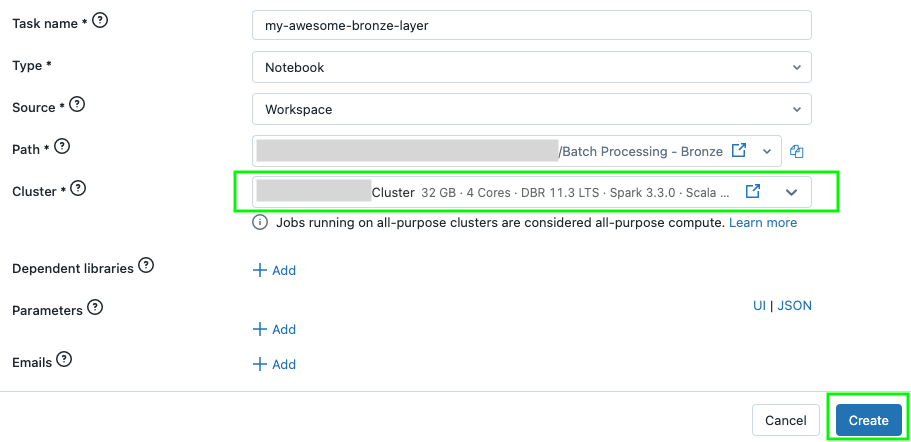 Task name * ?
my-awesome-bronze-layer
Type *
Notebook
Source * ?
Workspace
Path * ?
/Batch Processing - Bronze
Cluster * ?
Cluster 32 GB · 4 Cores · DBR 11.3 LTS · Spark 3.3.0 · Scala ...
Jobs running on all-purpose clusters are considered all-purpose compute. Learn more
Dependent libraries ?
+ Add
Parameters ?
UI | JSON
+ Add
Emails ?
+ Add
Cancel
Create